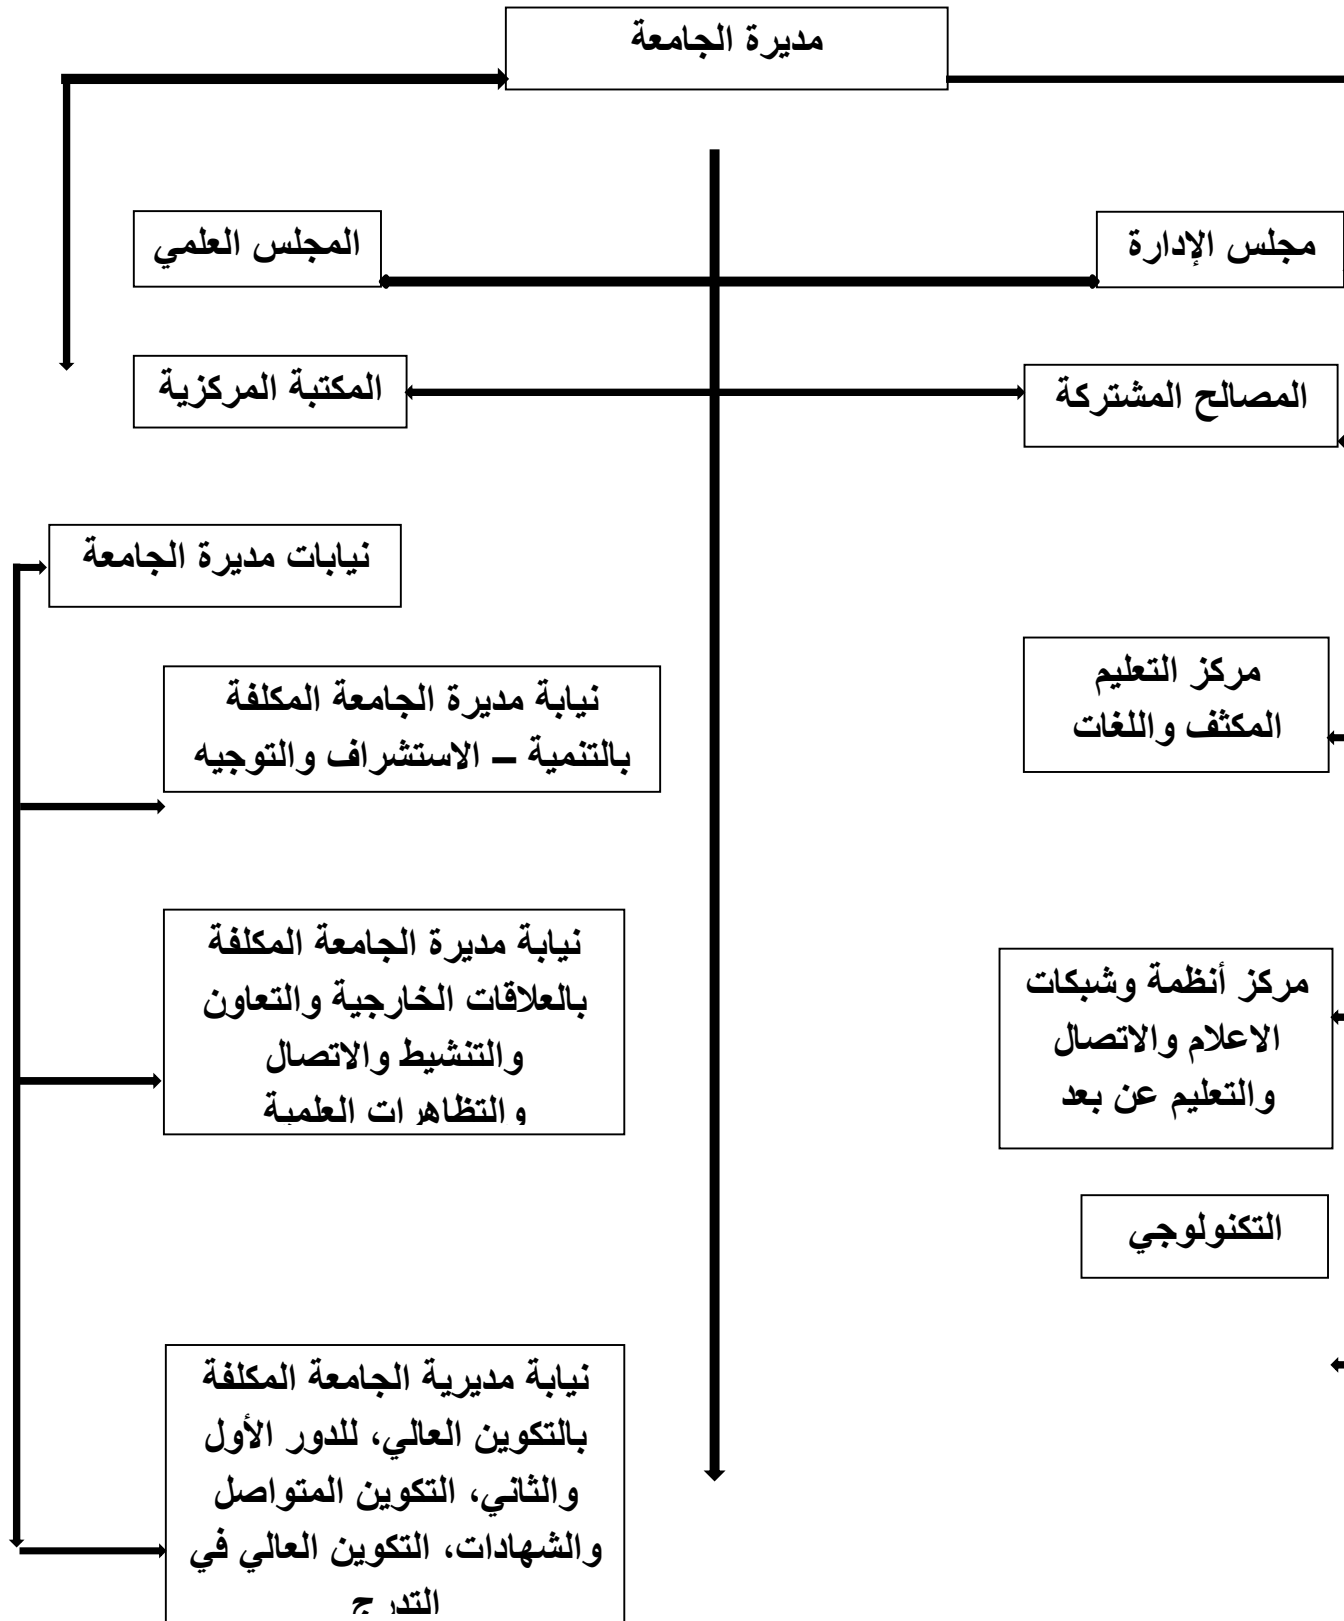 مديرة الجامعة
مجلس الإدارة
المجلس العلمي
المصالح المشتركة
المكتبة المركزية
نيابات مديرة الجامعة
مركز التعليم
المكثف واللغات
نيابة مديرة الجامعة المكلفة
بالتنمية – الاستشراف والتوجيه
مركز أنظمة وشبكات
الاعلام والاتصال
والتعليم عن بعد
نيابة مديرة الجامعة المكلفة
بالعلاقات الخارجية والتعاون
والتنشيط والاتصال
والتظاهرات العلمية
التكنولوجي
نيابة مديرية الجامعة المكلفة
بالتكوين العالي، للدور الأول
والثاني، التكوين المتواصل
والشهادات، التكوين العالي في
التدرج